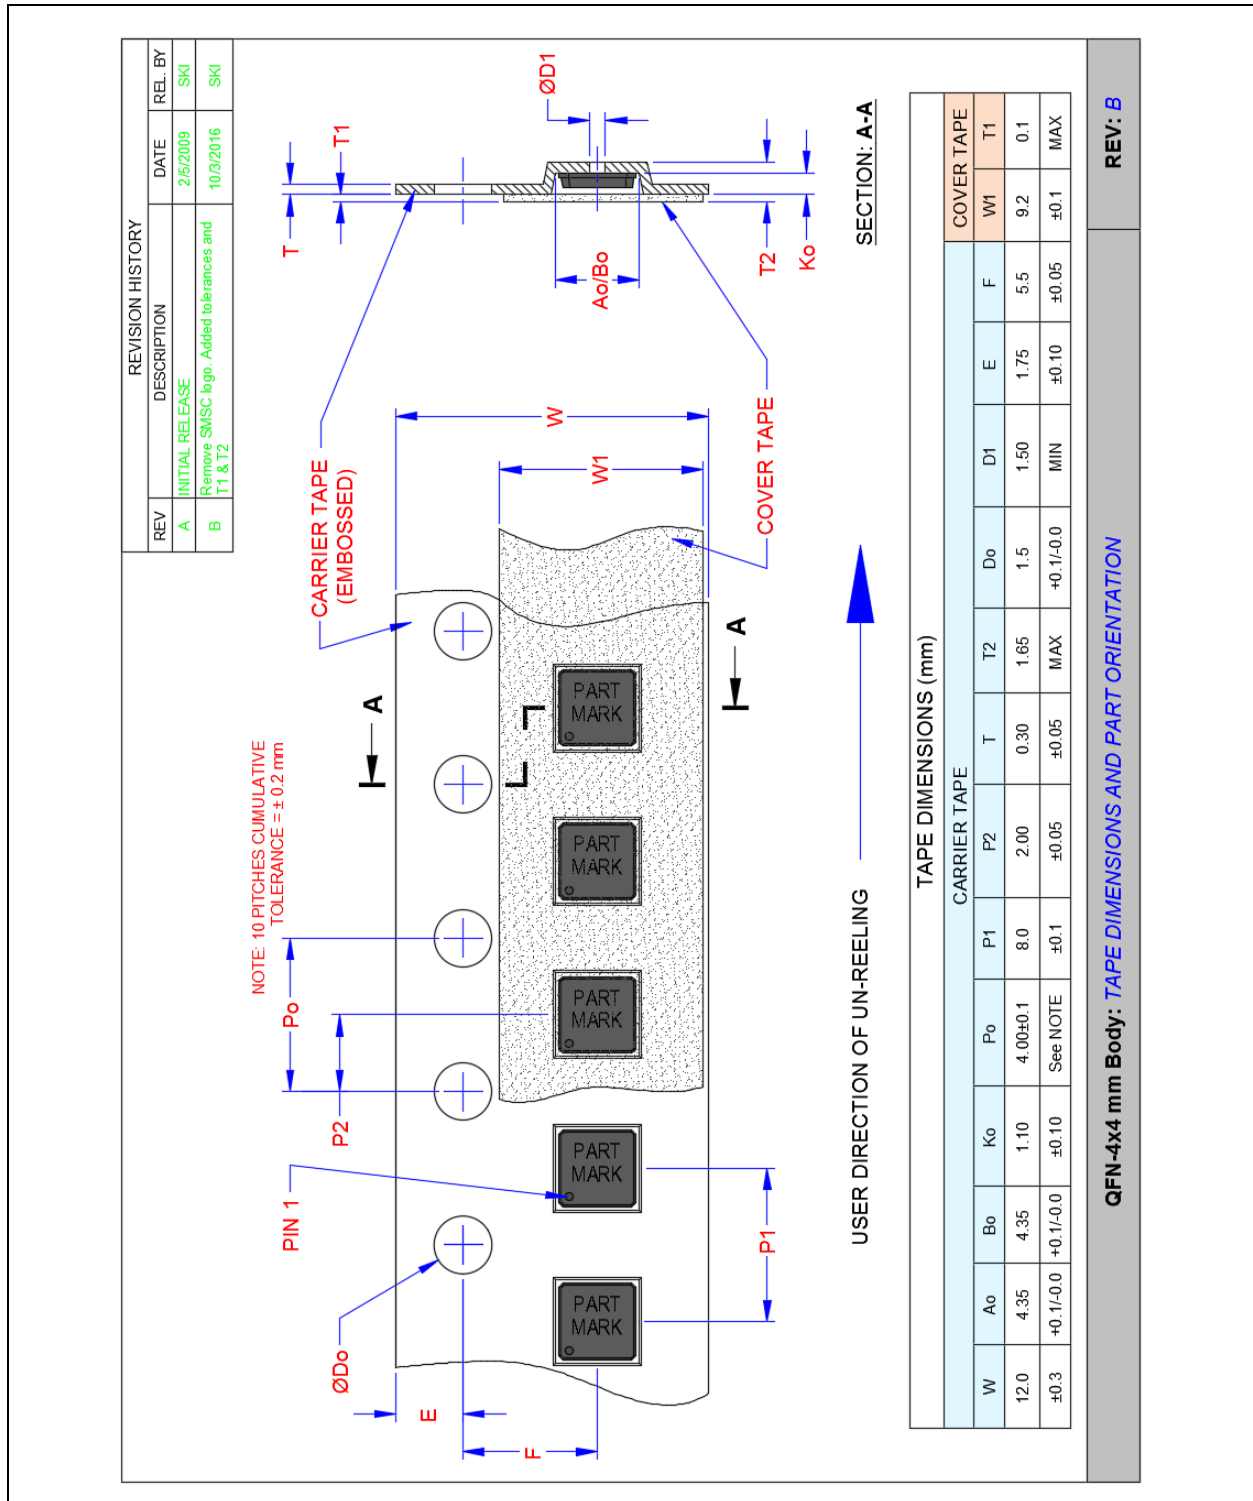 REVISION HISTORY
REV DESCRIPTION DATE REL. BY
A INITIAL RELEASE 2/5/2009 SKI
B Remove SMSC logo. Added tolerances and T1 & T2 10/3/2016 SKI
NOTE: 10 PITCHES CUMULATIVE
TOLERANCE = ± 0.2 mm
CARRIER TAPE
(EMBOSSED)
PIN 1
P2
Po
ØDo
E
F
A
A
W
W1
COVER TAPE
P1
PART
MARK
PART
MARK
PART
MARK
PART
MARK
PART
MARK
T
T1
ØD1
Ao/Bo
T2
Ko
SECTION: A-A
USER DIRECTION OF UN-REELING
TAPE DIMENSIONS (mm)
CARRIER TAPE COVER TAPE
W Ao Bo Ko Po P1 P2 T T2 Do D1 E F W1 T1
12.0 4.35 4.35 1.10 4.00±0.1 8.0 2.00 0.30 1.65 1.5 1.50 1.75 5.5 9.2 0.1
±0.3 +0.1/-0.0 +0.1/-0.0 ±0.10 See NOTE ±0.1 ±0.05 ±0.05 MAX +0.1/-0.0 MIN ±0.10 ±0.05 ±0.1 MAX
QFN-4x4 mm Body: TAPE DIMENSIONS AND PART ORIENTATION REV: B